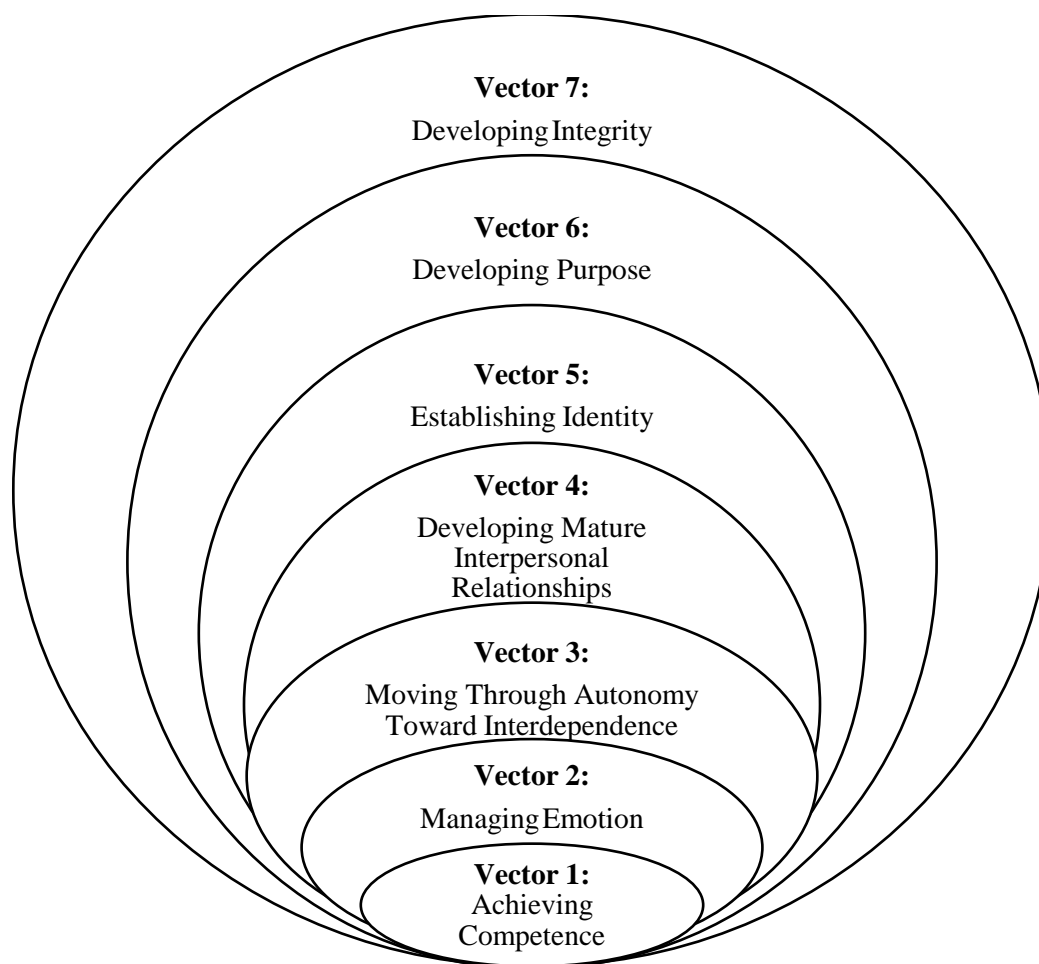 Vector 7:
Developing Integrity
Vector 6:
Developing Purpose
Vector 5:
Establishing Identity
Vector 4:
Developing Mature
Interpersonal
Relationships
Vector 3:
Moving Through Autonomy
Toward Interdependence
Vector 2:
Managing Emotion
Vector 1:
Achieving
Competence